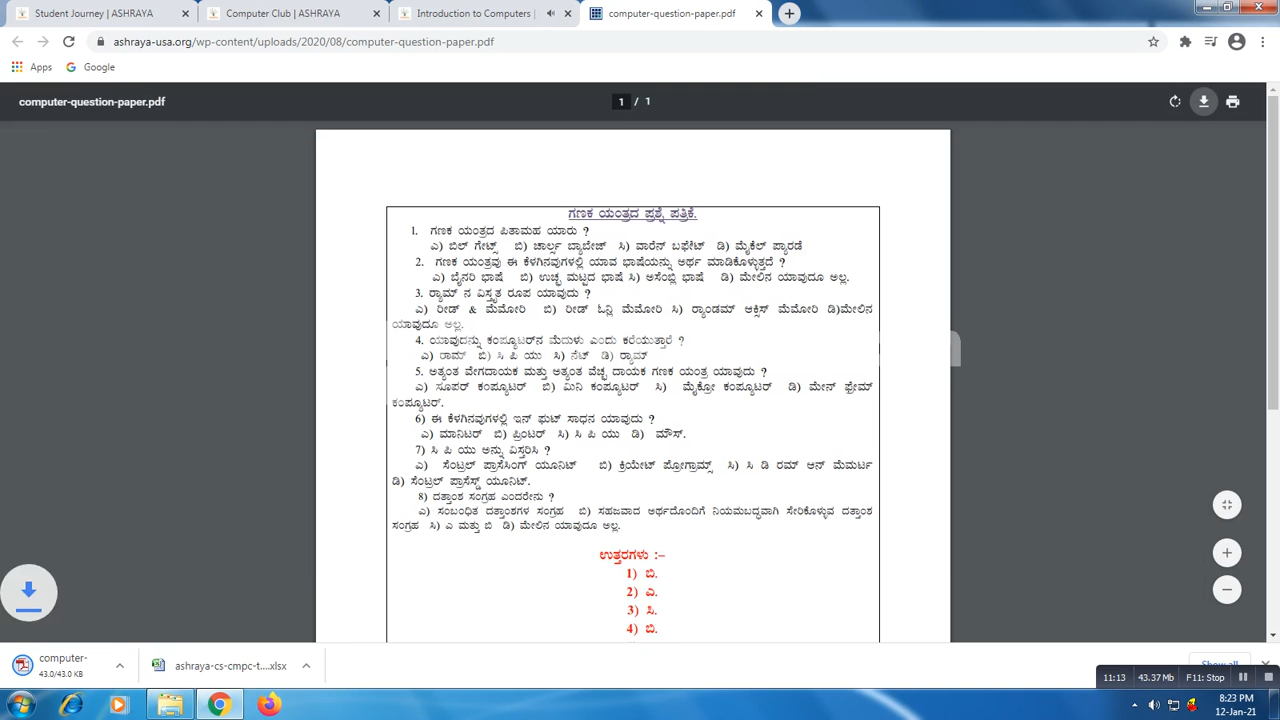 Student Journey | ASHRAYA
Computer Club | ASHRAYA
Introduction to Computers |
computer-question-paper.pdf
ashraya-usa.org/wp-content/uploads/2020/08/computer-question-paper.pdf
Apps Google
computer-question-paper.pdf
1 / 1
ಗಣಕ ಯಂತ್ರದ ಪ್ರಶ್ನೆ ಪತ್ರಿಕೆ.
1. ಗಣಕ ಯಂತ್ರದ ಪಿತಾಮಹ ಯಾರು ?
ಎ) ಬಿಲ್ ಗೇಟ್ಸ್ ಬಿ) ಚಾರ್ಲ್ಸ ಬ್ಯಾಬೇಜ್ ಸಿ) ವಾರೆನ್ ಬಫೇಟ್ ಡಿ) ಮೈಕೆಲ್ ಪ್ಯಾರಡೆ
2. ಗಣಕ ಯಂತ್ರವು ಈ ಕೆಳಗಿನವುಗಳಲ್ಲಿ ಯಾವ ಭಾಷೆಯನ್ನು ಅರ್ಥ ಮಾಡಿಕೊಳ್ಳುತ್ತದೆ ?
ಎ) ಬೈನರಿ ಭಾಷೆ ಬಿ) ಉಚ್ಛ ಮಟ್ಟದ ಭಾಷೆ ಸಿ) ಅಸೆಂಬ್ಲಿ ಭಾಷೆ ಡಿ) ಮೇಲಿನ ಯಾವುದೂ ಅಲ್ಲ.
3. ರ್‍ಯಾಮ್ ನ ವಿಸ್ತೃತ ರೂಪ ಯಾವುದು ?
ಎ) ರೀಡ್ & ಮೆಮೋರಿ ಬಿ) ರೀಡ್ ಓನ್ಲಿ ಮೆಮೋರಿ ಸಿ) ರ್‍ಯಾಂಡಮ್ ಆಕ್ಸಿಸ್ ಮೆಮೋರಿ ಡಿ)ಮೇಲಿನ
ಯಾವುದೂ ಅಲ್ಲ.
4. ಯಾವುದನ್ನು ಕಂಪ್ಯೂಟರ್‌ನ ಮೆದುಳು ಎಂದು ಕರೆಯುತ್ತಾರೆ ?
ಎ) ರಾಮ್ ಬಿ) ಸಿ ಪಿ ಯು ಸಿ) ನೆಟ್ ಡಿ) ರ್‍ಯಾಮ್
5. ಅತ್ಯಂತ ವೇಗದಾಯಕ ಮತ್ತು ಅತ್ಯಂತ ವೆಚ್ಚ ದಾಯಕ ಗಣಕ ಯಂತ್ರ ಯಾವುದು ?
ಎ) ಸೂಪರ್ ಕಂಪ್ಯೂಟರ್ ಬಿ) ಮಿನಿ ಕಂಪ್ಯೂಟರ್ ಸಿ) ಮೈಕ್ರೋ ಕಂಪ್ಯೂಟರ್ ಡಿ) ಮೇನ್ ಫ್ರೇಮ್
ಕಂಪ್ಯೂಟರ್.
6) ಈ ಕೆಳಗಿನವುಗಳಲ್ಲಿ ಇನ್ ಫುಟ್ ಸಾಧನ ಯಾವುದು ?
ಎ) ಮಾನಿಟರ್ ಬಿ) ಪ್ರಿಂಟರ್ ಸಿ) ಸಿ ಪಿ ಯು ಡಿ) ಮೌಸ್.
7) ಸಿ ಪಿ ಯು ಅನ್ನು ವಿಸ್ತರಿಸಿ ?
ಎ) ಸೆಂಟ್ರಲ್ ಪ್ರಾಸೆಸಿಂಗ್ ಯೂನಿಟ್ ಬಿ) ಕ್ರಿಯೇಟ್ ಪ್ರೋಗ್ರಾಮ್ಸ್ ಸಿ) ಸಿ ಡಿ ರಮ್ ಆನ್ ಮೆಮರ್ಟಿ
ಡಿ) ಸೆಂಟ್ರಲ್ ಪ್ರಾಸೆಸ್ಡ್ ಯೂನಿಟ್.
8) ದತ್ತಾಂಶ ಸಂಗ್ರಹ ಎಂದರೇನು ?
ಎ) ಸಂಬಂಧಿತ ದತ್ತಾಂಶಗಳ ಸಂಗ್ರಹ ಬಿ) ಸಹಜವಾದ ಅರ್ಥದೊಂದಿಗೆ ನಿಯಮಬದ್ಧವಾಗಿ ಸೇರಿಕೊಳ್ಳುವ ದತ್ತಾಂಶ
ಸಂಗ್ರಹ ಸಿ) ಎ ಮತ್ತು ಬಿ ಡಿ) ಮೇಲಿನ ಯಾವುದೂ ಅಲ್ಲ.
ಉತ್ತರಗಳು :–
1) ಬಿ.
2) ಎ.
3) ಸಿ.
4) ಬಿ.
computer-
43.0/43.0 KB
ashraya-cs-cmpc-t....xlsx
Show all
11:13 43.37 Mb F11: Stop
8:23 PM
12-Jan-21